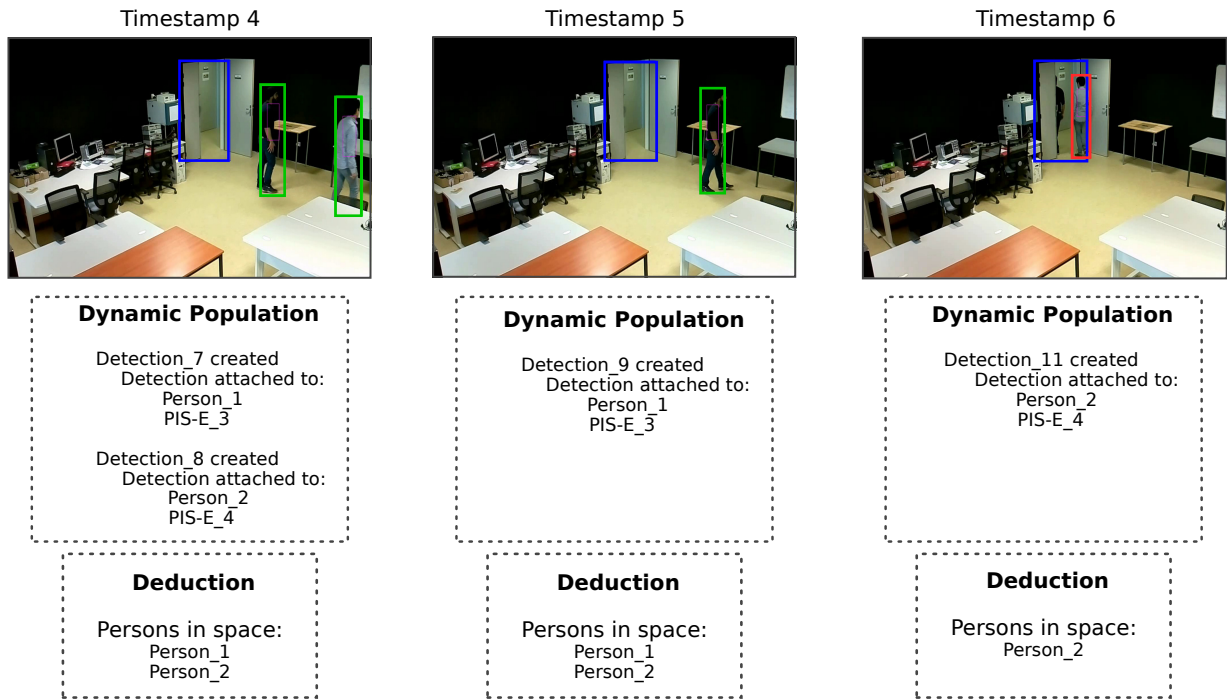 Timestamp 4
Dynamic Population
Detection_7 created
Detection attached to:
Person_1
PIS-E_3
Detection_8 created
Detection attached to:
Person_2
PIS-E_4
Deduction
Persons in space:
Person_1
Person_2
Timestamp 5
Dynamic Population
Detection_9 created
Detection attached to:
Person_1
PIS-E_3
Deduction
Persons in space:
Person_1
Person_2
Timestamp 6
Dynamic Population
Detection_11 created
Detection attached to:
Person_2
PIS-E_4
Deduction
Persons in space:
Person_2